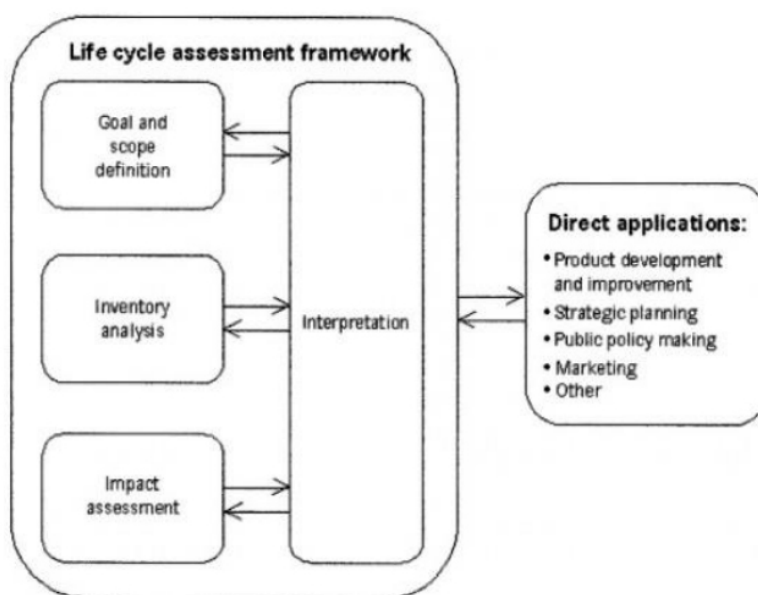 Life cycle assessment framework
Goal and
scope
definition
Inventory
analysis
Impact
assessment
Interpretation
Direct applications:
• Product development
and improvement
• Strategic planning
• Public policy making
• Marketing
• Other